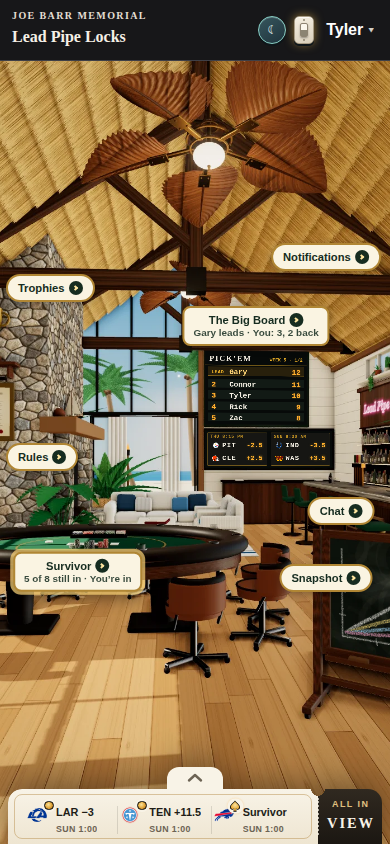 JOE BARR MEMORIAL
Lead Pipe Locks
Tyler
Notifications
Trophies
The Big Board
Gary leads · You: 3, 2 back
PICK'EM
LEAD Gary 12
2 Connor 11
3 Tyler 10
4 Rick 9
5 Zac 8
PIT -2.5
CLE +2.5
IND -3.5
WAS +3.5
Lead Pipe
Rules
Chat
Survivor
5 of 8 still in · You're in
Snapshot
LAR −3
SUN 1:00
TEN +11.5
SUN 1:00
Survivor
SUN 1:00
ALL IN
VIEW